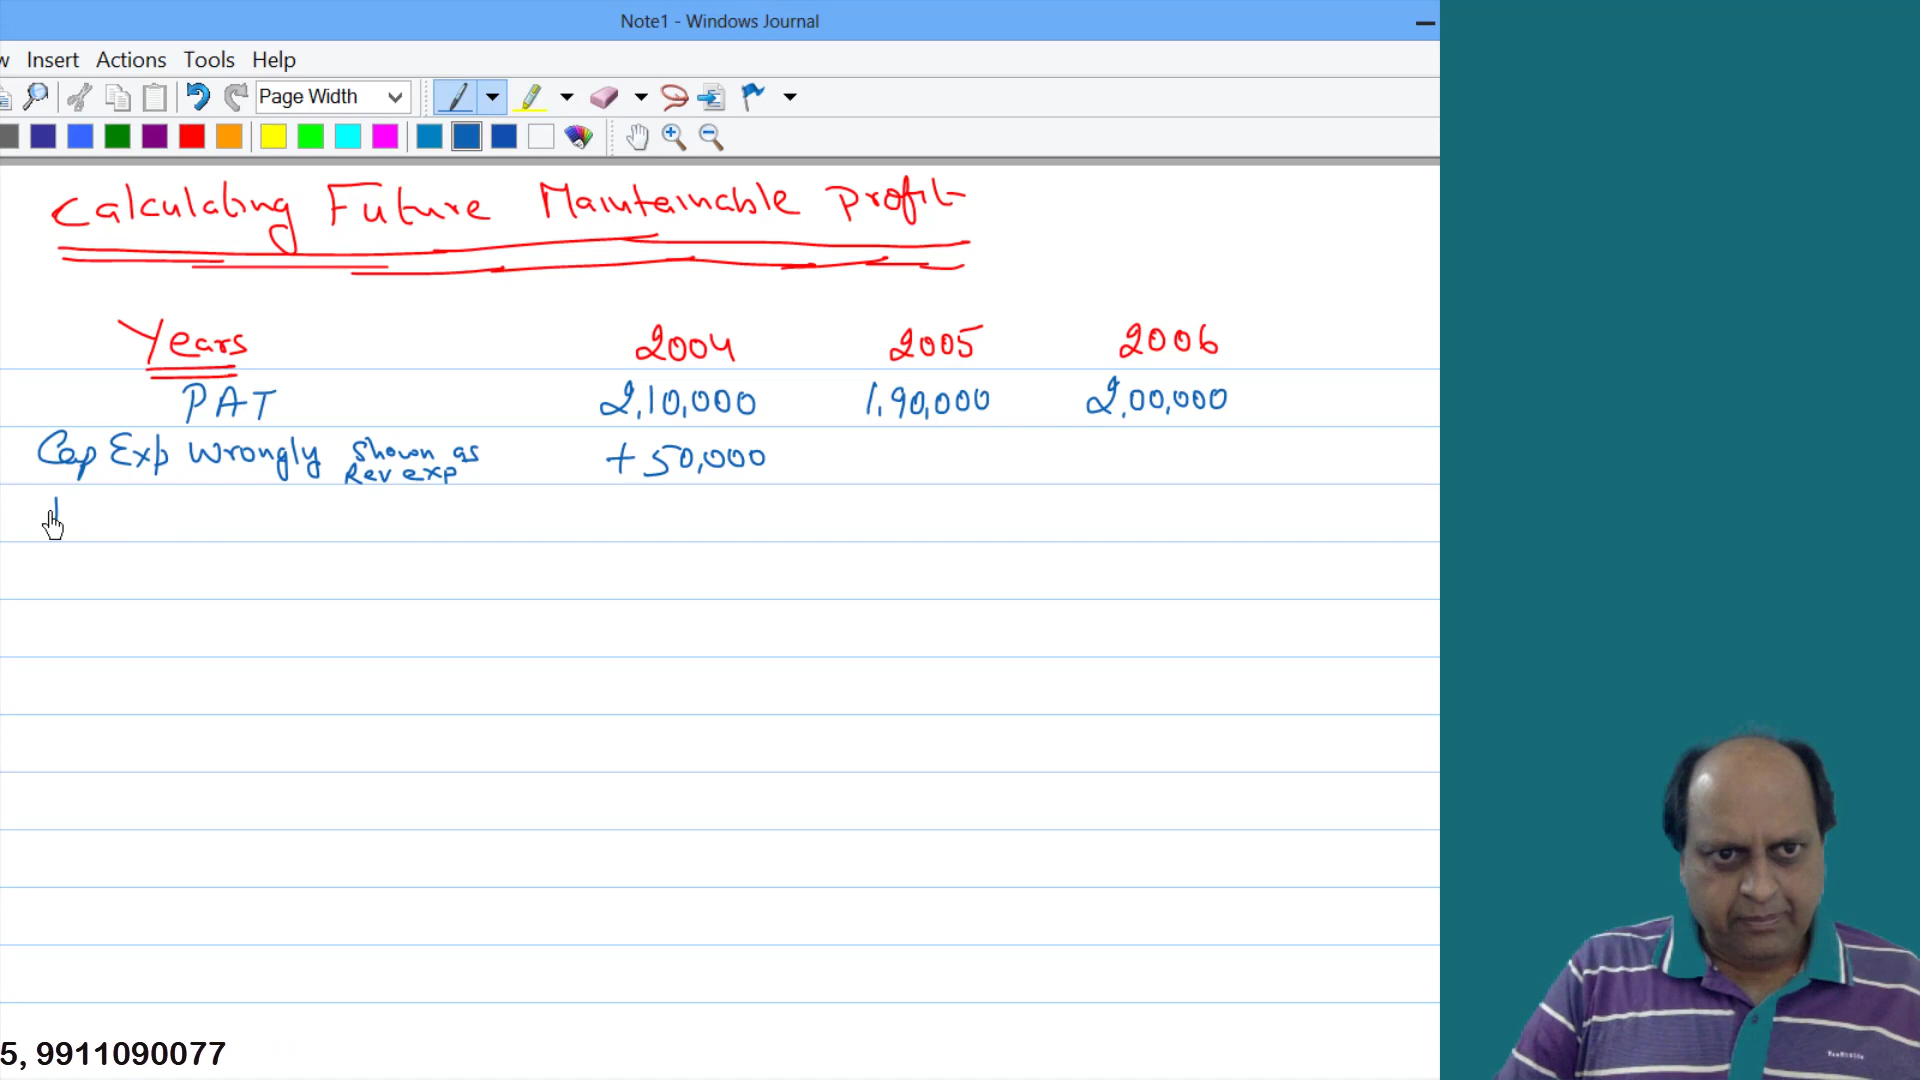 Note1 - Windows Journal
Insert Actions Tools Help
Page Width
Calculating Future Maintainable Profit
Years 2004 2005 2006
PAT 2,10,000 1,90,000 2,00,000
Cap Exp Wrongly Shown as Rev exp + 50,000
5, 9911090077